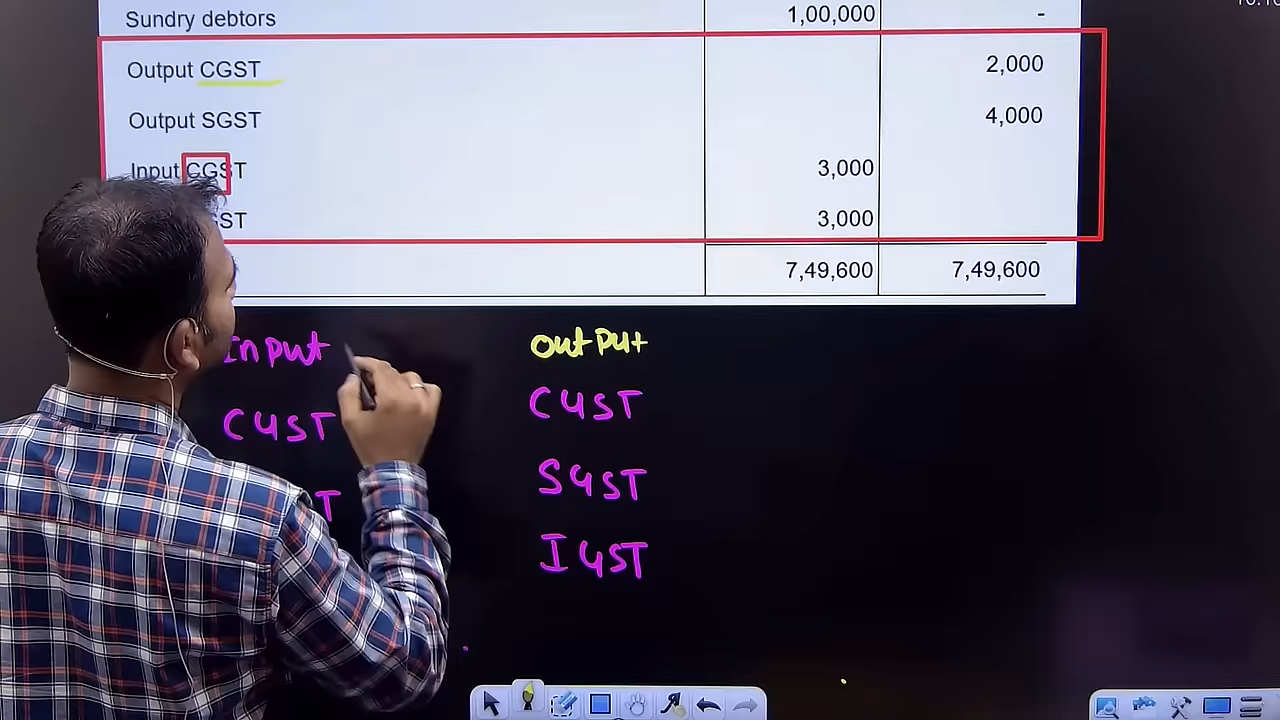 Sundry debtors 1,00,000 -
Output CGST 2,000
Output SGST 4,000
Input CGST 3,000
GST 3,000
7,49,600 7,49,600
Input output
CGST CGST
T SGST
IGST